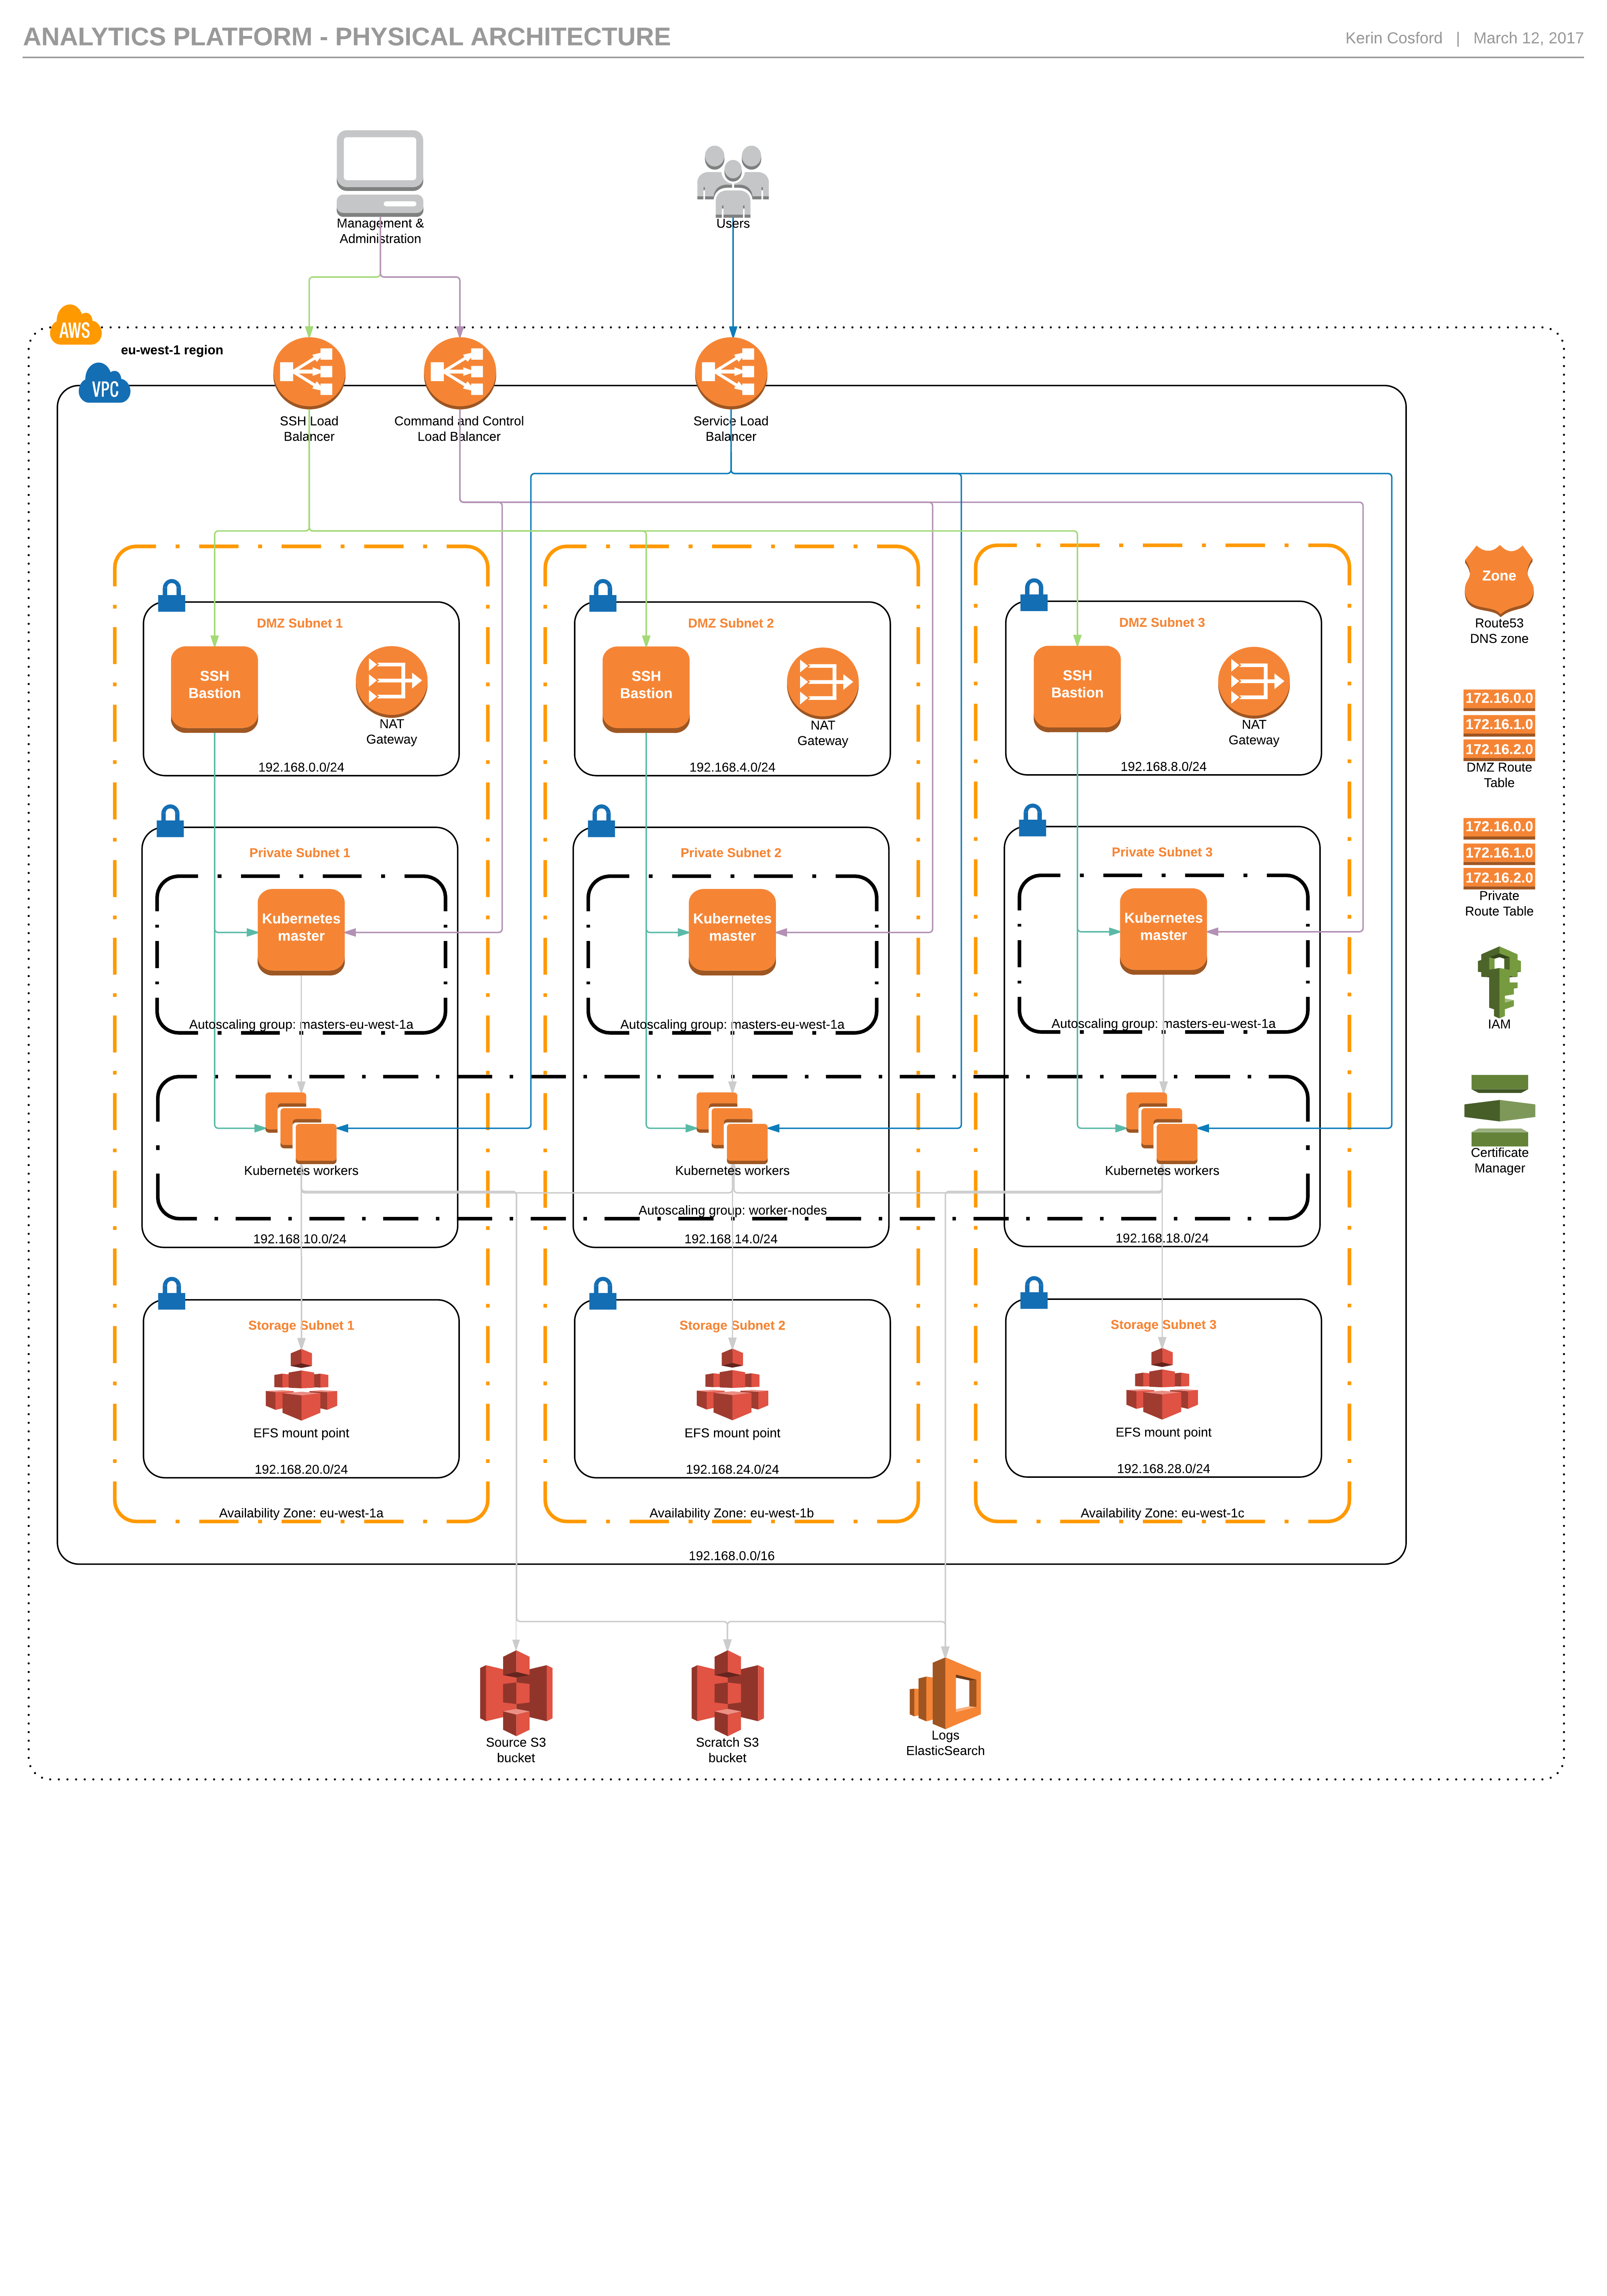 ANALYTICS PLATFORM - PHYSICAL ARCHITECTURE
Kerin Cosford | March 12, 2017
Management &
Administration
Users
AWS
eu-west-1 region
VPC
SSH Load
Balancer
Command and Control
Load Balancer
Service Load
Balancer
DMZ Subnet 1
SSH
Bastion
NAT
Gateway
192.168.0.0/24
DMZ Subnet 2
SSH
Bastion
NAT
Gateway
192.168.4.0/24
DMZ Subnet 3
SSH
Bastion
NAT
Gateway
192.168.8.0/24
Private Subnet 1
Kubernetes
master
Autoscaling group: masters-eu-west-1a
Private Subnet 2
Kubernetes
master
Autoscaling group: masters-eu-west-1a
Private Subnet 3
Kubernetes
master
Autoscaling group: masters-eu-west-1a
Kubernetes workers
Kubernetes workers
Kubernetes workers
Autoscaling group: worker-nodes
192.168.10.0/24
192.168.14.0/24
192.168.18.0/24
Storage Subnet 1
EFS mount point
192.168.20.0/24
Storage Subnet 2
EFS mount point
192.168.24.0/24
Storage Subnet 3
EFS mount point
192.168.28.0/24
Availability Zone: eu-west-1a
Availability Zone: eu-west-1b
Availability Zone: eu-west-1c
192.168.0.0/16
Source S3
bucket
Scratch S3
bucket
Logs
ElasticSearch
Zone
Route53
DNS zone
172.16.0.0
172.16.1.0
172.16.2.0
DMZ Route
Table
172.16.0.0
172.16.1.0
172.16.2.0
Private
Route Table
IAM
Certificate
Manager